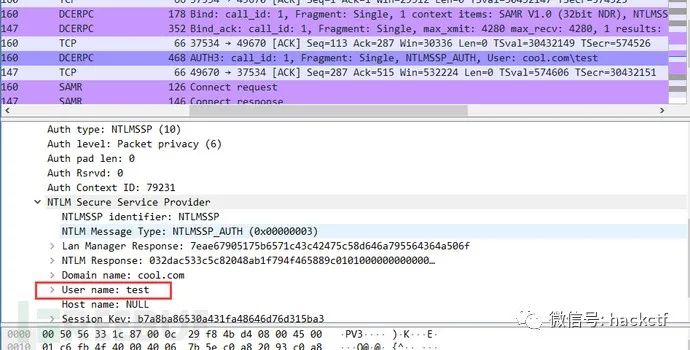 TCP 66 [ACK] Seq=1 Ack=1 Win=29312 Len=0 TSval=
160 DCERPC 178 Bind: call_id: 1, Fragment: Single, 1 context items: SAMR V1.0 (32bit NDR), NTLMSS
147 DCERPC 352 Bind_ack: call_id: 1, Fragment: Single, max_xmit: 4280 max_recv: 4280, 1 results:
160 TCP 66 37534 → 49670 [ACK] Seq=113 Ack=287 Win=30336 Len=0 TSval=30432149 TSecr=574526
160 DCERPC 468 AUTH3: call_id: 1, Fragment: Single, NTLMSSP_AUTH, User: cool.com\test
147 TCP 66 49670 → 37534 [ACK] Seq=287 Ack=515 Win=532224 Len=0 TSval=574606 TSecr=30432151
160 SAMR 126 Connect request
147 SAMR 146 Connect response
Auth type: NTLMSSP (10)
Auth level: Packet privacy (6)
Auth pad len: 0
Auth Rsrvd: 0
Auth Context ID: 79231
NTLM Secure Service Provider
NTLMSSP identifier: NTLMSSP
NTLM Message Type: NTLMSSP_AUTH (0x00000003)
Lan Manager Response: 7eae67905175b6571c43c42475c58d646a795564364a506f
NTLM Response: 032dac533c5c82048ab1f794f465889c0101000000000000…
Domain name: cool.com
User name: test
Host name: NULL
Session Key: b7a8ba86530a431fa48646d76d315ba3
0000 00 50 56 33 1c 87 00 0c 29 f8 4b d4 08 00 45 00 ·PV3···· )·K···E·
0010 01 c6 fb 4f 40 00 40 06 7b 5e c0 a8 20 93 c0 a8
微信号: hackctf